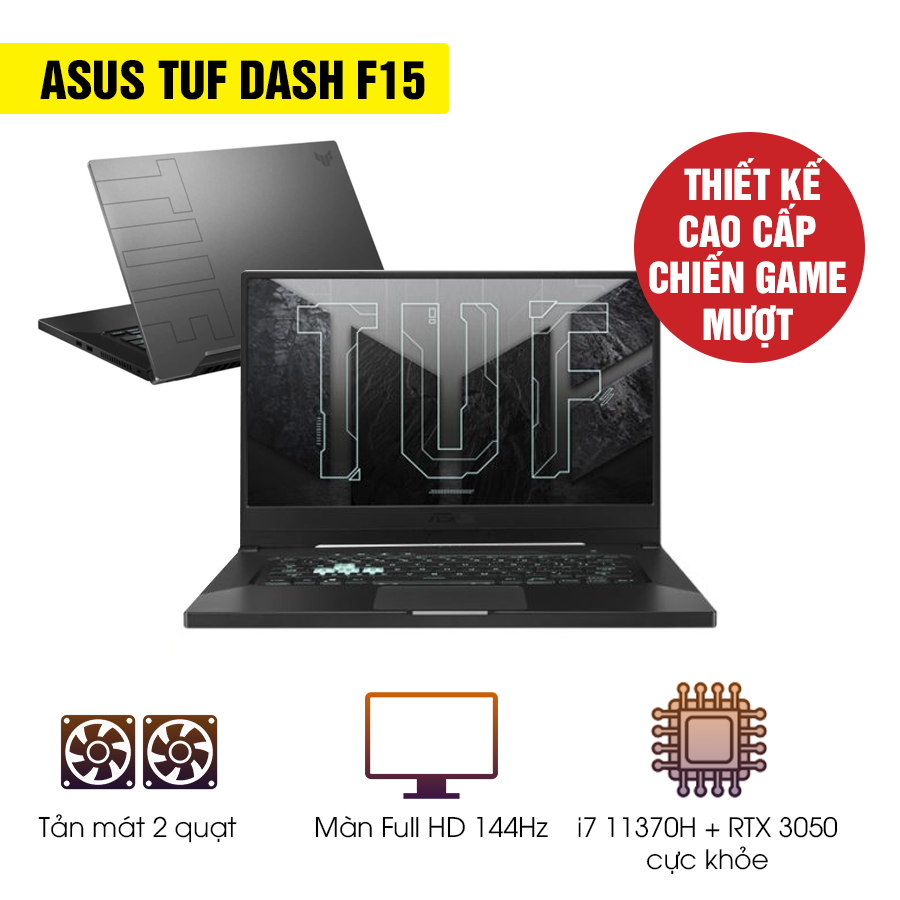 ASUS TUF DASH F15
THIẾT KẾ
CAO CẤP
CHIẾN GAME
MƯỢT
TUF
Tản mát 2 quạt
Màn Full HD 144Hz
i7 11370H + RTX 3050
cực khỏe